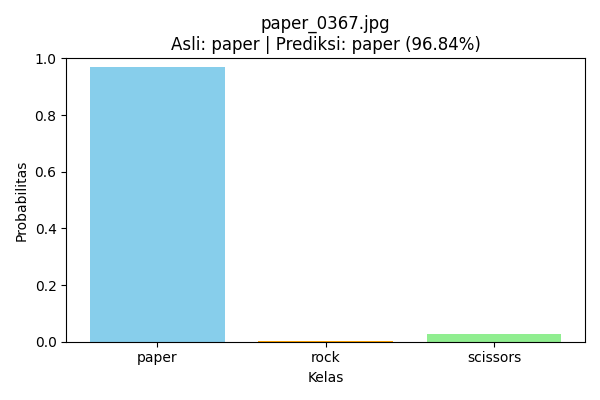 paper_0367.jpg
Asli: paper | Prediksi: paper (96.84%)
1.0
0.8
0.6
0.4
0.2
0.0
Probabilitas
paper rock scissors
Kelas